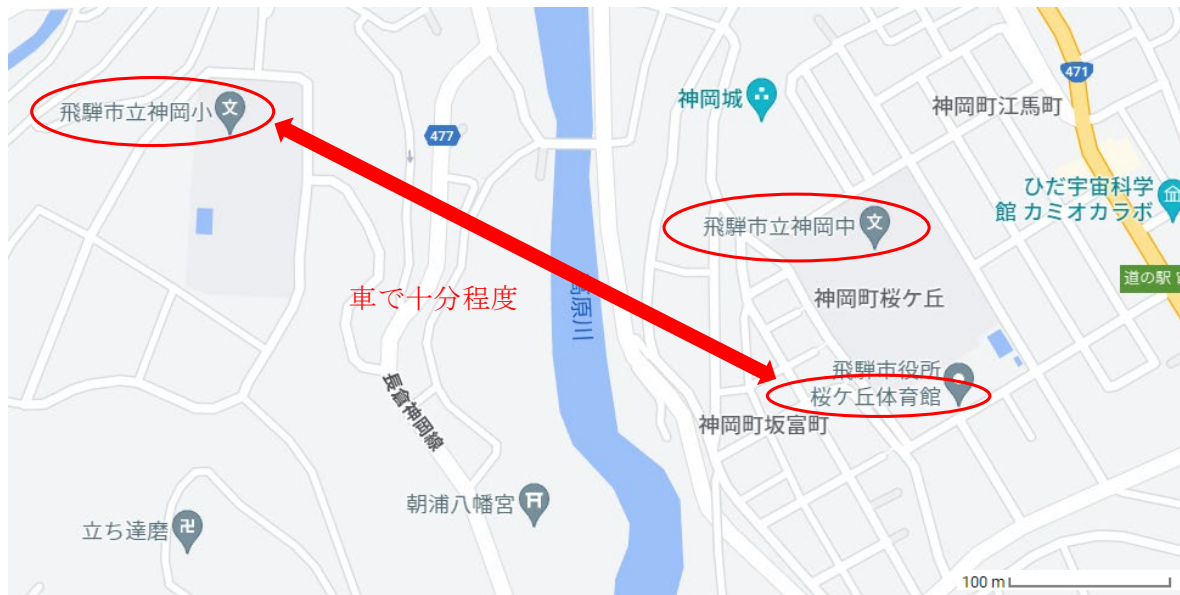 飛騨市立神岡小
477
神岡城
471
神岡町江馬町
ひだ宇宙科学
館 カミオカラボ
飛騨市立神岡中
道の駅
車で十分程度
高原川
神岡町桜ケ丘
飛騨市役所
桜ケ丘体育館
長倉神岡線
神岡町坂富町
朝浦八幡宮
立ち達磨
100 m